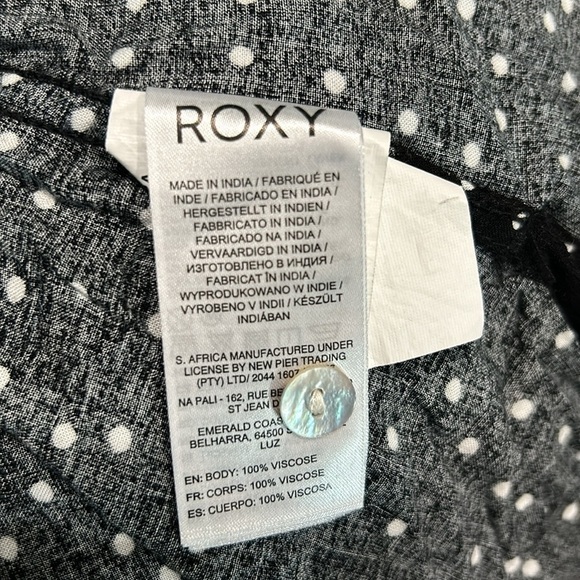 ROXY
MADE IN INDIA / FABRIQUÉ EN
INDE / FABRICADO EN INDIA /
HERGESTELLT IN INDIEN /
FABBRICATO IN INDIA /
FABRICADO NA INDIA /
VERVAARDIGD IN INDIA /
ИЗГОТОВЛЕНО В ИНДИЯ /
FABRICAT ÎN INDIA /
WYPRODUKOWANO W INDIE /
VYROBENO V INDII / KÉSZÜLT
INDIÁBAN
S. AFRICA MANUFACTURED UNDER
LICENSE BY NEW PIER TRADING
(PTY) LTD/ 2044 1607
NA PALI - 162, RUE
ST JEAN D
EMERALD COAS
BELHARRA, 64500
LUZ
EN: BODY: 100% VISCOSE
FR: CORPS: 100% VISCOSE
ES: CUERPO: 100% VISCOSA